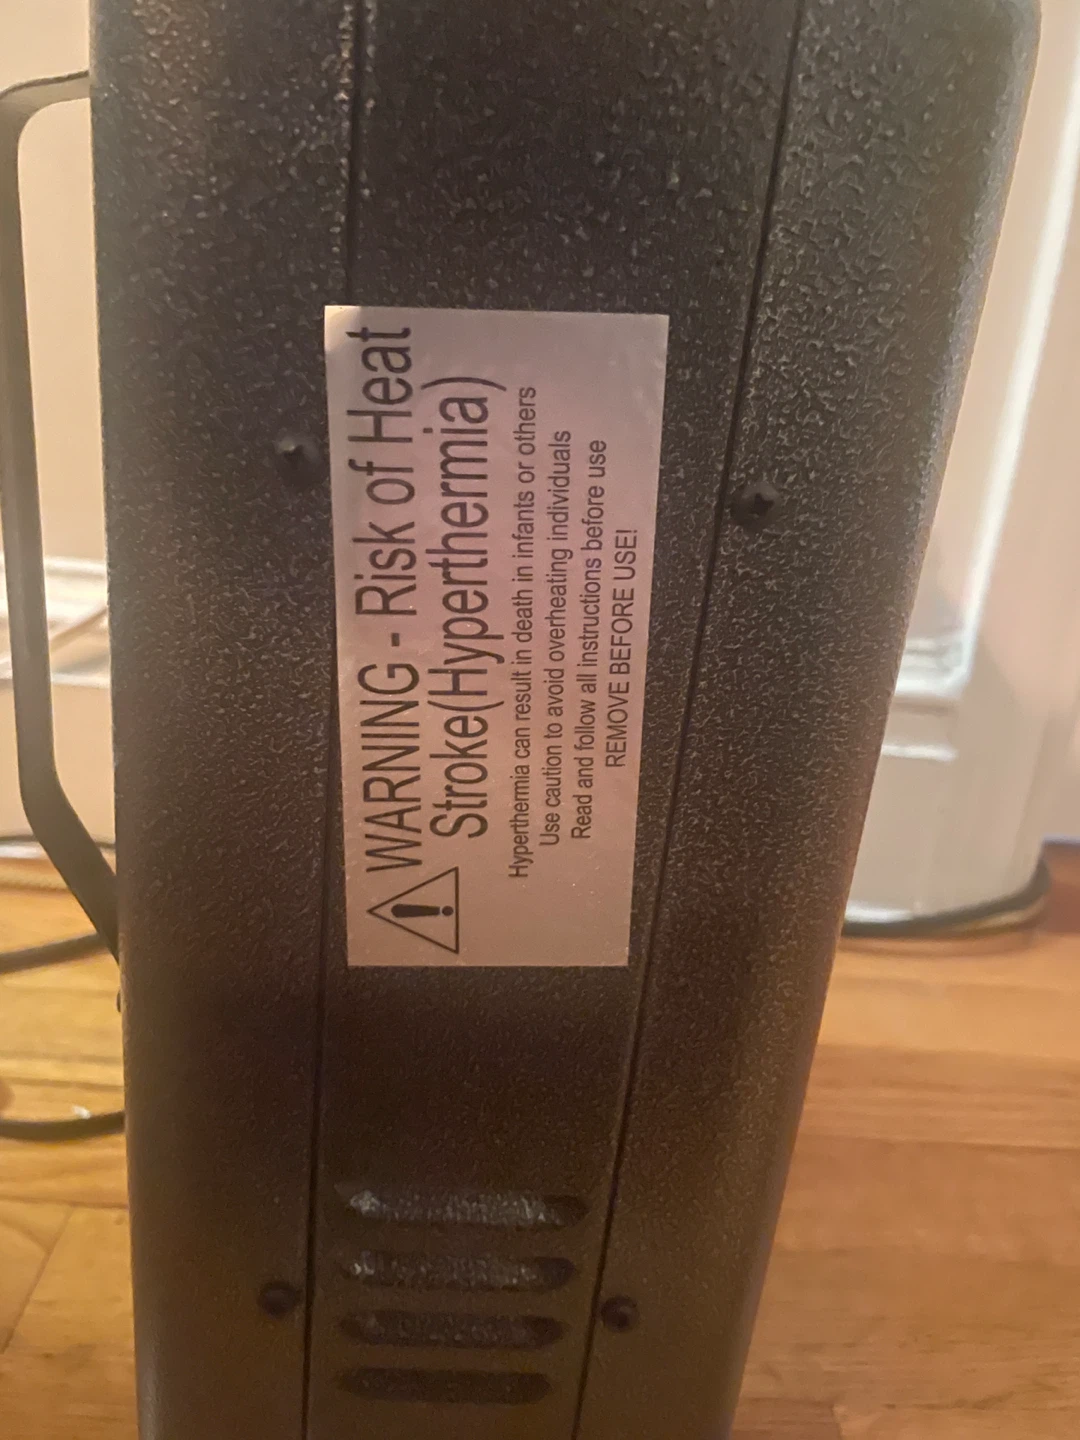 WARNING - Risk of Heat
Stroke(Hyperthermia)
Hyperthermia can result in death in infants or others
Use caution to avoid overheating individuals
Read and follow all instructions before use
REMOVE BEFORE USE!